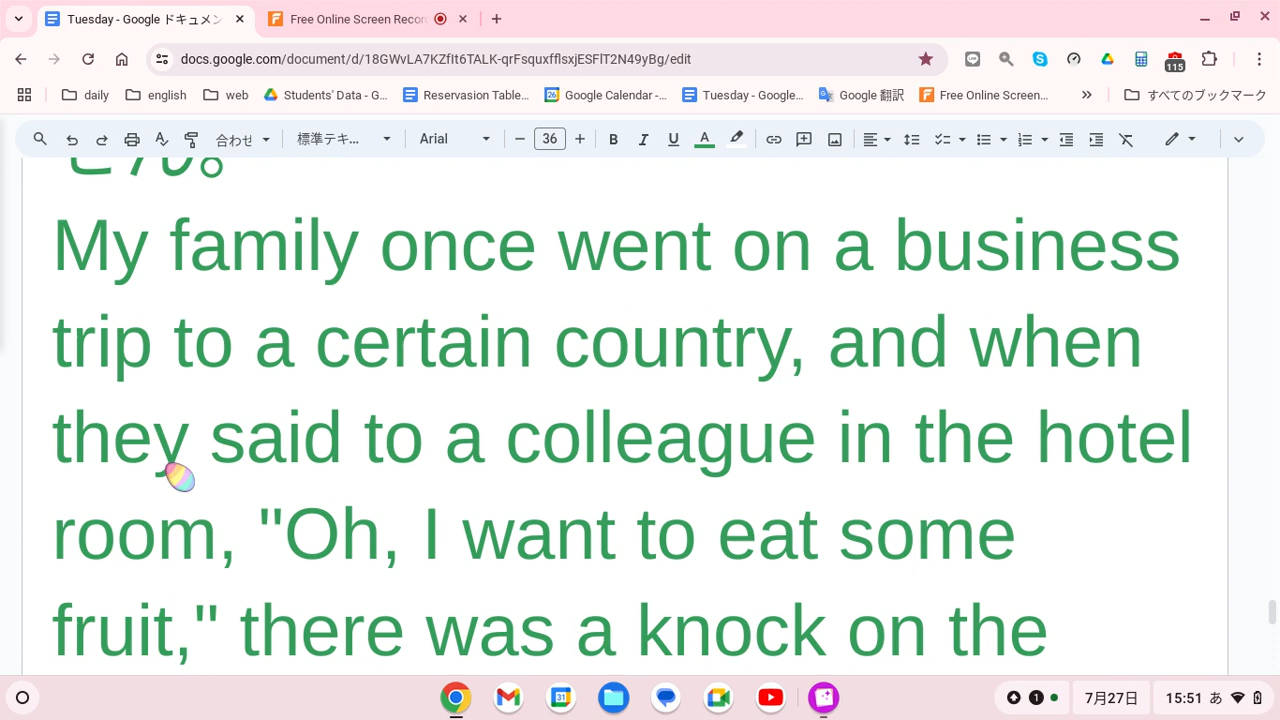 Tuesday - Google ドキュメン
Free Online Screen Recor
docs.google.com/document/d/18GWvLA7KZfIt6TALK-qrFsquxfflsxjESFlT2N49yBg/edit
115
daily
english
web
Students' Data - G...
Reservasion Table...
Google Calendar -...
Tuesday - Google...
Google 翻訳
Free Online Screen...
すべてのブックマーク
合わせ
標準テキ...
Arial
36
せん。
My family once went on a business
trip to a certain country, and when
they said to a colleague in the hotel
room, "Oh, I want to eat some
fruit," there was a knock on the
1
7月27日
15:51 あ